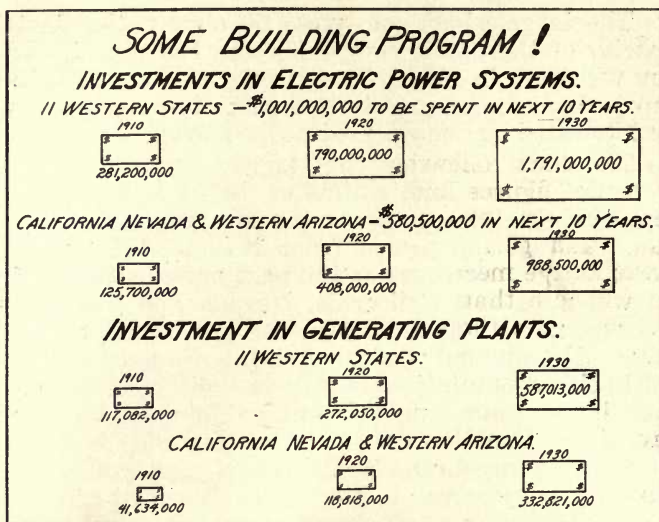 SOME BUILDING PROGRAM!
INVESTMENTS IN ELECTRIC POWER SYSTEMS.
11 WESTERN STATES - $1,001,000,000 TO BE SPENT IN NEXT 10 YEARS.
1910 1920 1930
$ $ $ $ $ $
790,000,000 1,791,000,000
$ $ $ $ $ $
281,200,000
CALIFORNIA NEVADA & WESTERN ARIZONA - $580,500,000 IN NEXT 10 YEARS.
1910 1920 1930
$ $ $ $ $ $
988,500,000
$ $ $ $ $ $
125,700,000 408,000,000
INVESTMENT IN GENERATING PLANTS.
11 WESTERN STATES.
1910 1920 1930
$ $ $ $ $ $
587,013,000
$ $ $ $ $ $
117,082,000 272,050,000
CALIFORNIA NEVADA & WESTERN ARIZONA.
1910 1920 1930
$ $ $ $ $ $
$ $ $ $ $ $
41,634,000 118,818,000 332,821,000